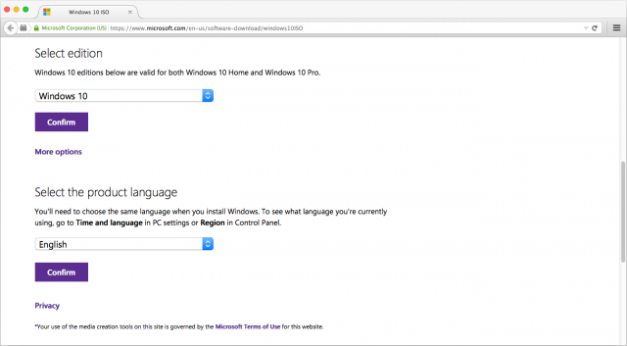 Windows 10 ISO
Microsoft Corporation (US) https://www.microsoft.com/en-us/software-download/windows10ISO
Select edition
Windows 10 editions below are valid for both Windows 10 Home and Windows 10 Pro.
Windows 10
Confirm
More options
Select the product language
You'll need to choose the same language when you install Windows. To see what language you're currently
using, go to Time and language in PC settings or Region in Control Panel.
English
Confirm
Privacy
*Your use of the media creation tools on this site is governed by the Microsoft Terms of Use for this website.